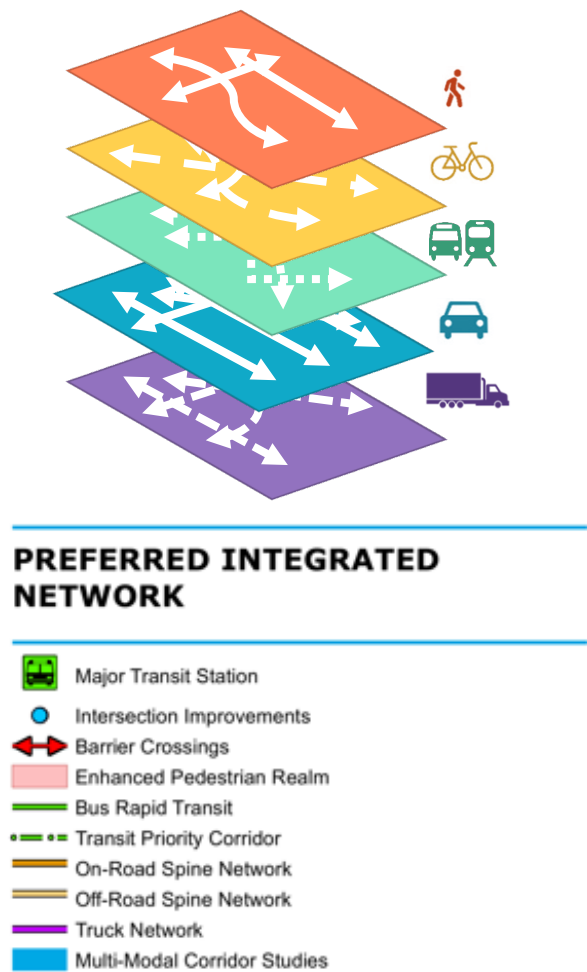 PREFERRED INTEGRATED
NETWORK
Major Transit Station
Intersection Improvements
Barrier Crossings
Enhanced Pedestrian Realm
Bus Rapid Transit
Transit Priority Corridor
On-Road Spine Network
Off-Road Spine Network
Truck Network
Multi-Modal Corridor Studies